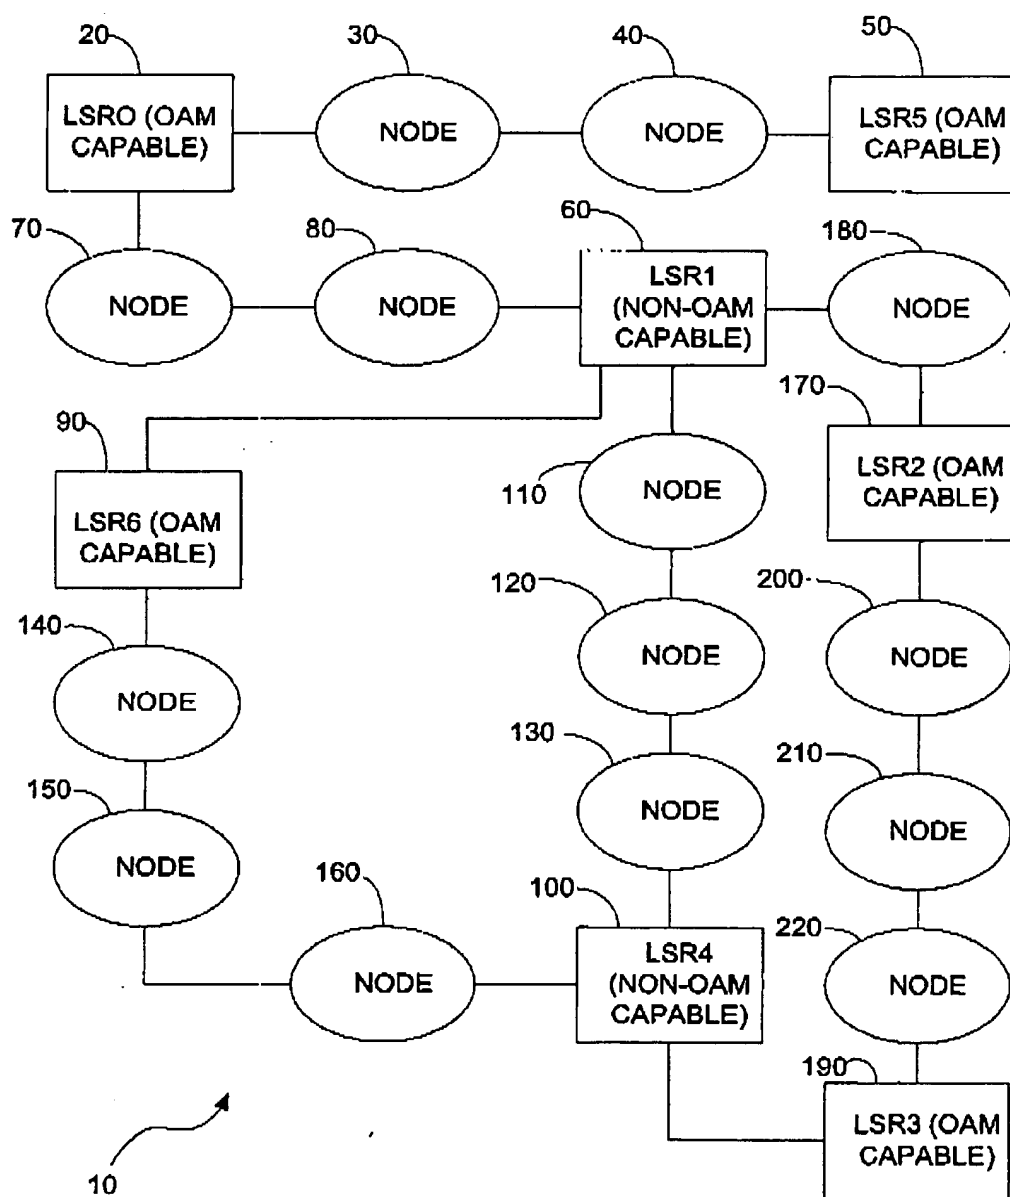 20
30
40
50
LSR0 (OAM
CAPABLE)
NODE
NODE
LSR5 (OAM
CAPABLE)
70
80
60
180
NODE
NODE
LSR1
(NON-OAM
CAPABLE)
NODE
90
170
LSR6 (OAM
CAPABLE)
110
NODE
LSR2 (OAM
CAPABLE)
140
120
200
NODE
NODE
NODE
150
130
210
NODE
NODE
NODE
160
100
220
NODE
LSR4
(NON-OAM
CAPABLE)
NODE
190
LSR3 (OAM
CAPABLE)
10